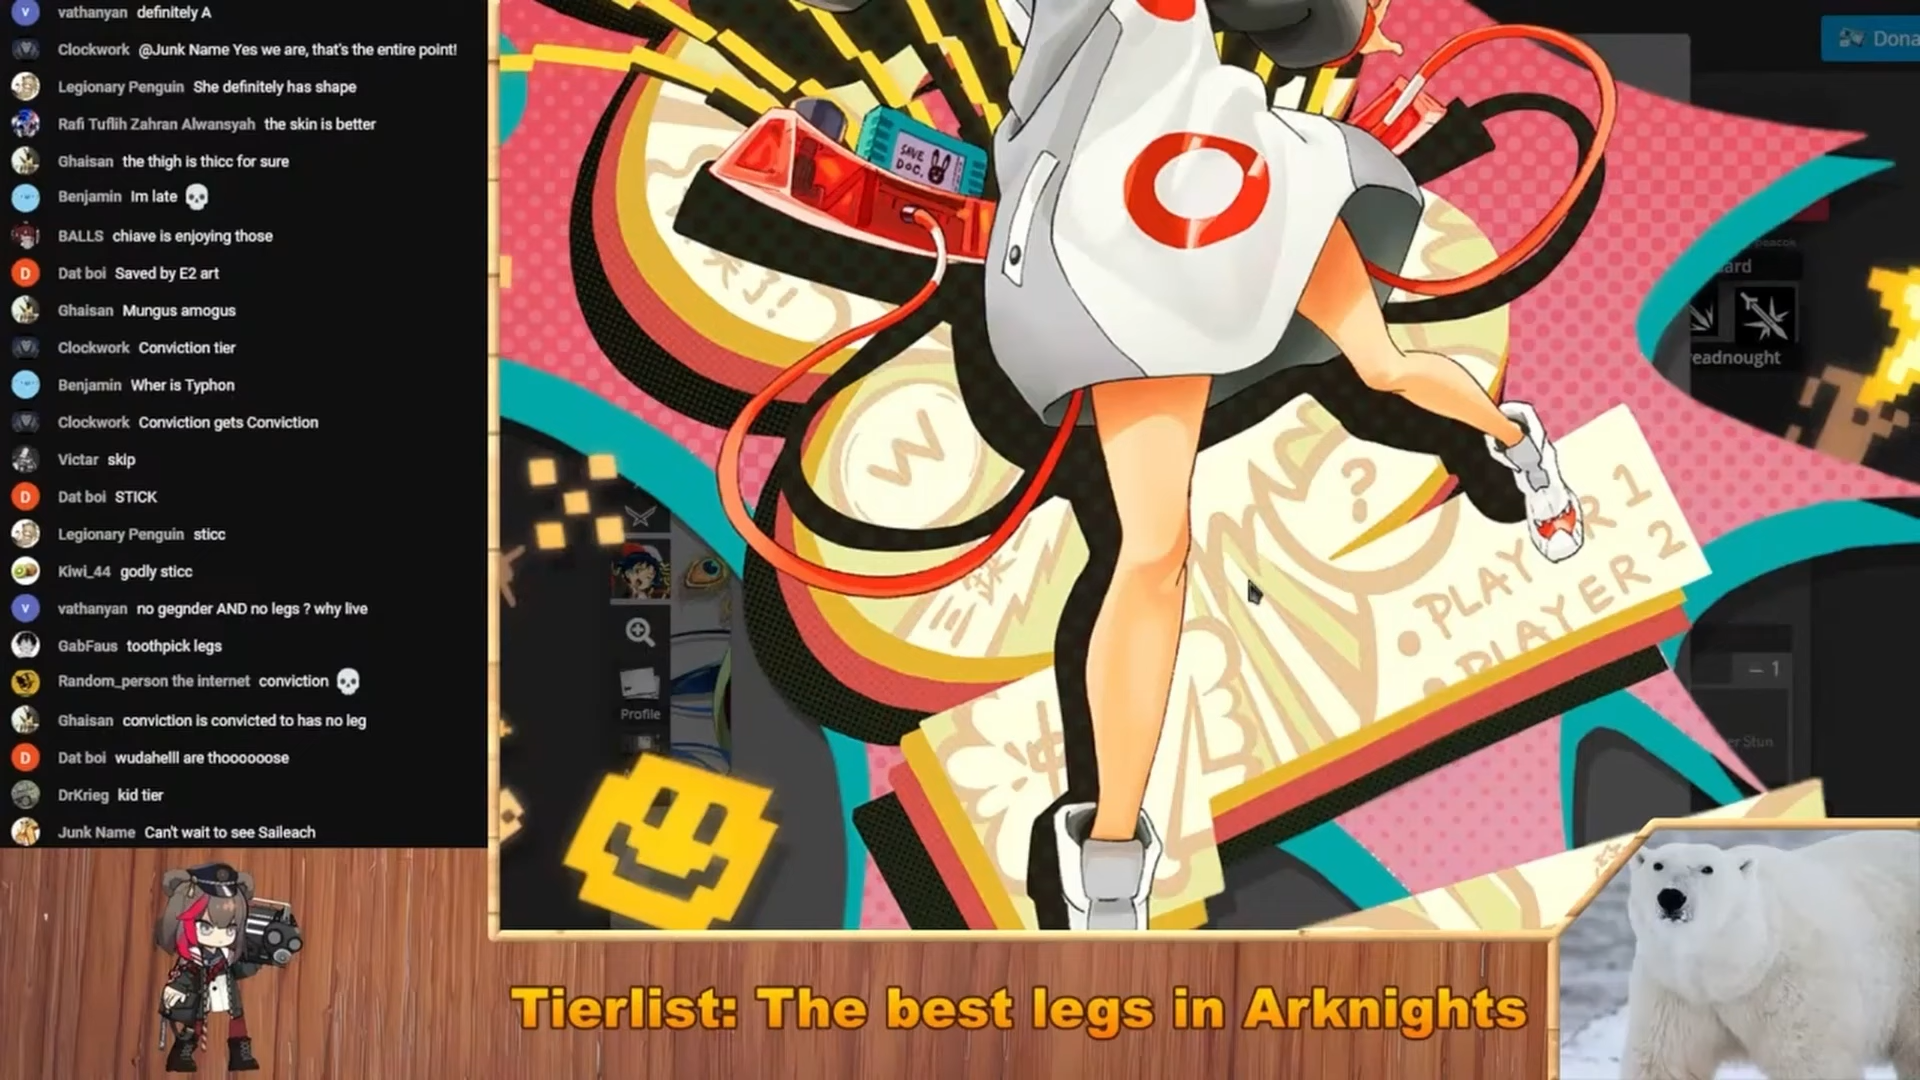 vathanyan definitely A
Clockwork @Junk Name Yes we are, that's the entire point!
Legionary Penguin She definitely has shape
Rafi Tuflih Zahran Alwansyah the skin is better
Ghaisan the thigh is thicc for sure
Benjamin Im late 💀
BALLS chiave is enjoying those
Dat boi Saved by E2 art
Ghaisan Mungus amogus
Clockwork Conviction tier
Benjamin Wher is Typhon
Clockwork Conviction gets Conviction
Victar skip
Dat boi STICK
Legionary Penguin sticc
Kiwi_44 godly sticc
vathanyan no gegnder AND no legs ? why live
GabFaus toothpick legs
Random_person the internet conviction 💀
Ghaisan conviction is convicted to has no leg
Dat boi wudahelll are thoooooose
DrKrieg kid tier
Junk Name Can't wait to see Saileach
Dona
SAVE
DOC.
W
?
PLAYER 1
PLAYER 2
ard
eadnought
Profile
- 1
er Stun
Tierlist: The best legs in Arknights